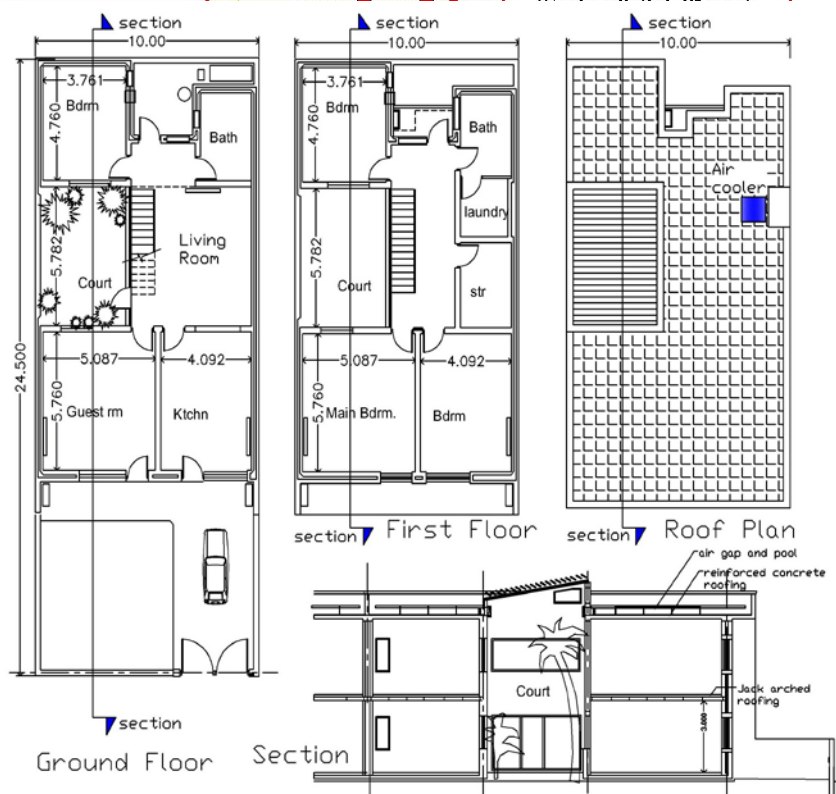 section
10.00
3.761
Bdrm
4.760
Bath
5.782
Living
Room
Court
24.500
5.087
4.092
5.760
Guest rm
Ktchn
section
Ground Floor
section
10.00
3.761
Bdrm
4.760
Bath
laundry
5.782
Court
str
5.087
4.092
5.760
Main Bdrm.
Bdrm
section
First Floor
section
10.00
Air
cooler
section
Roof Plan
air gap and pool
reinforced concrete
roofing
Court
Jack arched
roofing
3.000
Section